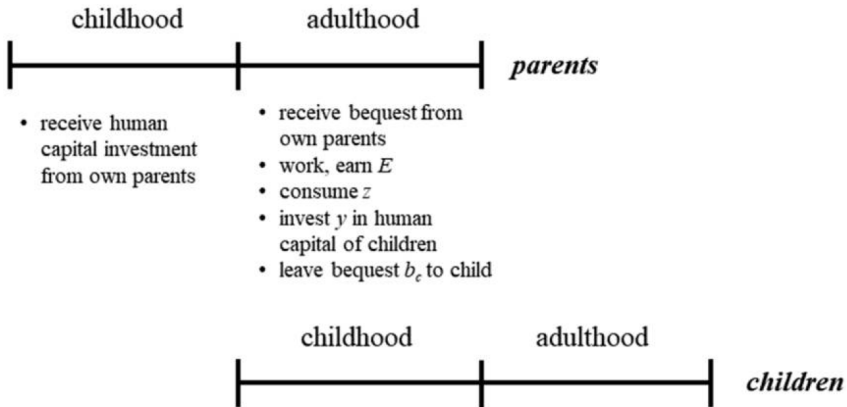 childhood adulthood
parents
• receive human
capital investment
from own parents
• receive bequest from
own parents
• work, earn E
• consume z
• invest y in human
capital of children
• leave bequest b_c to child
childhood adulthood
children